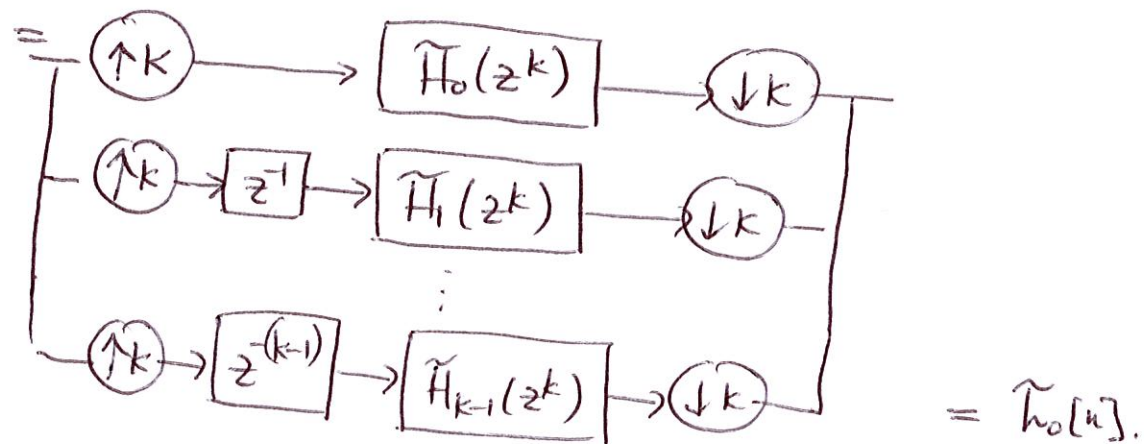 =
↑K H̃₀(z^K) ↓K
↑K z⁻¹ H̃₁(z^K) ↓K
⋮
↑K z^-(K-1) H̃_{K-1}(z^K) ↓K
= h̃₀[n].